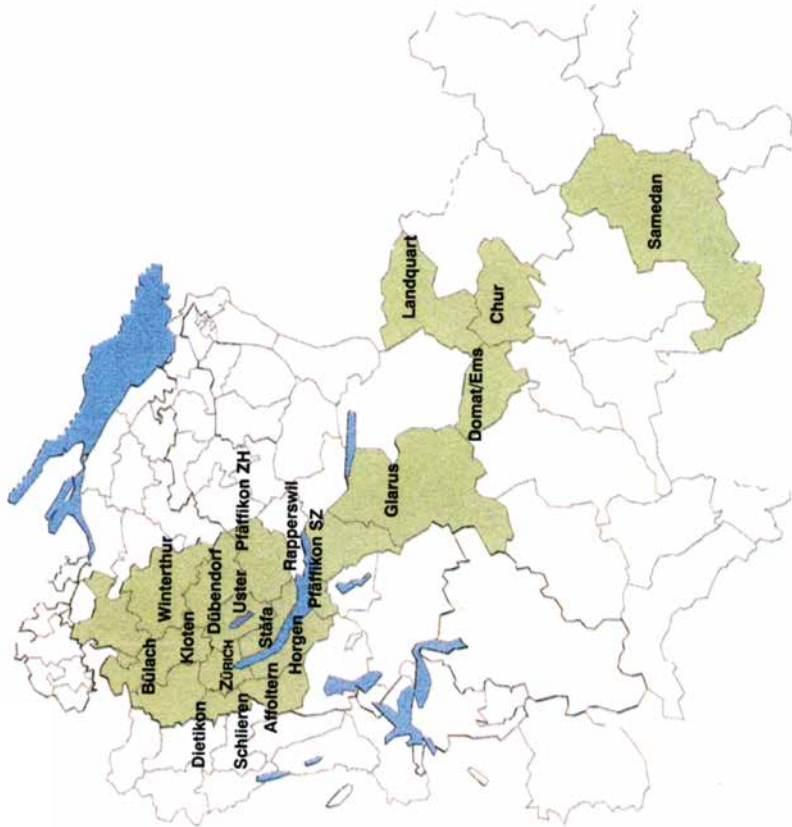 Bülach
Winterthur
Kloten
Dietikon
Dübendorf
ZÜRICH
Uster
Pfäffikon ZH
Schlieren
Stäfa
Affoltern
Rapperswil
Horgen
Pfäffikon SZ
Glarus
Landquart
Domat/Ems
Chur
Samedan